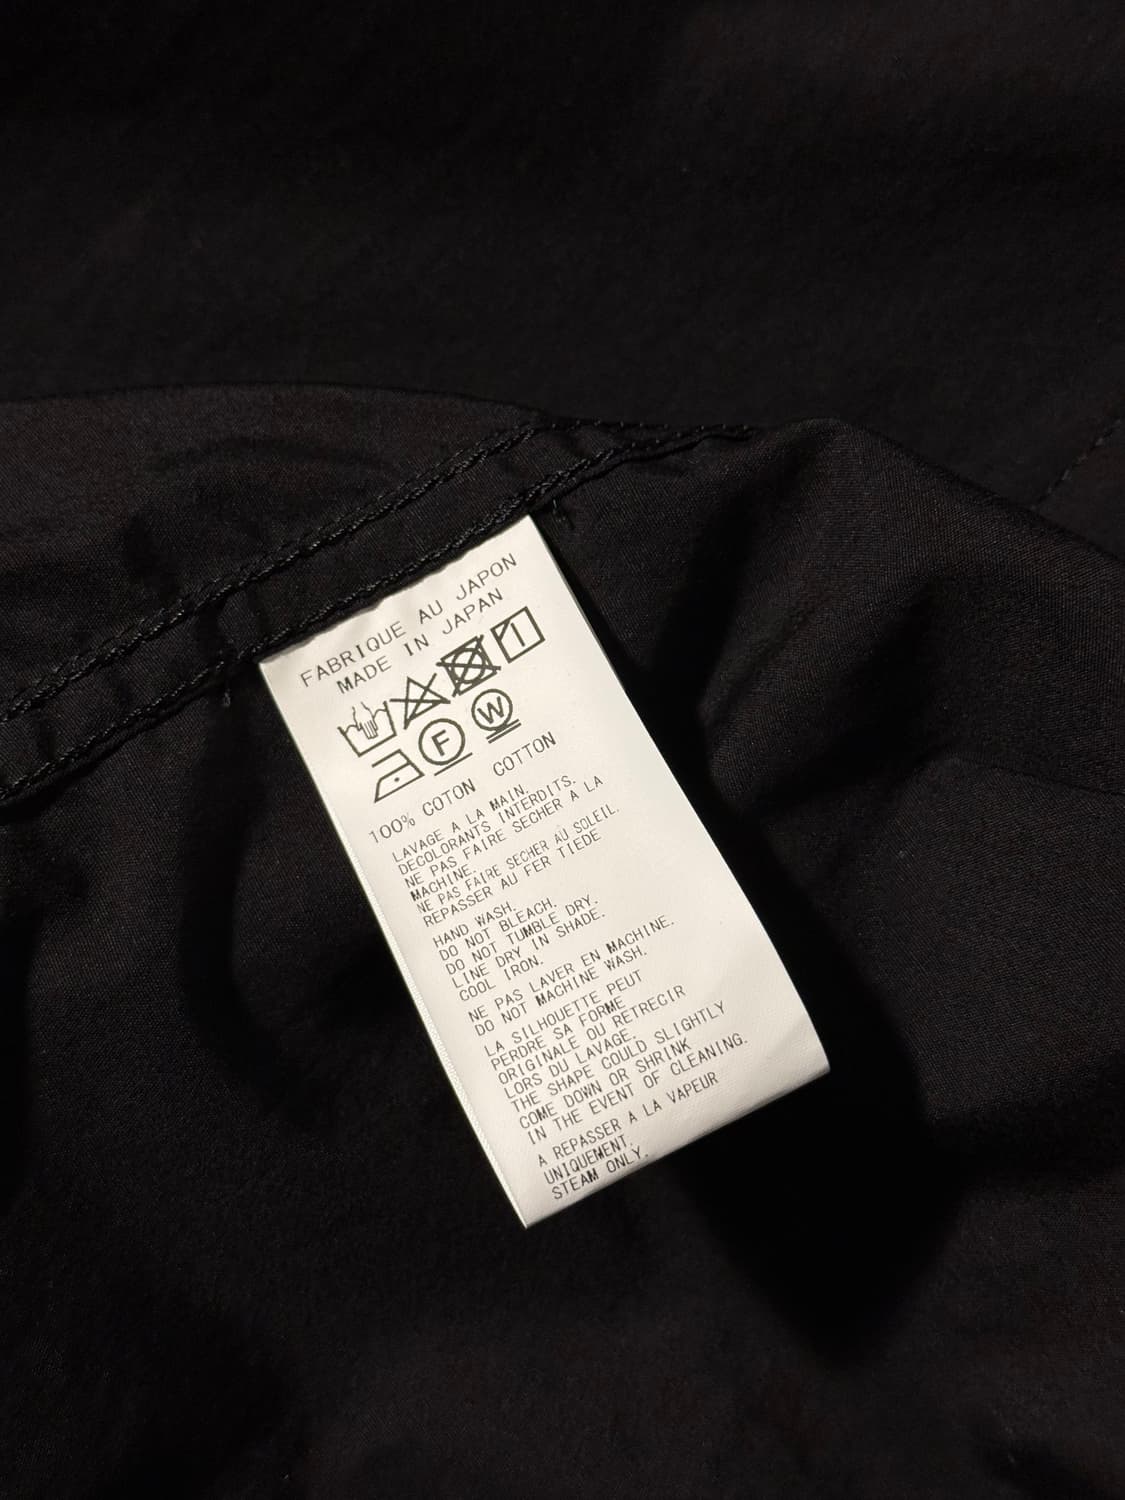 FABRIQUE AU JAPON
MADE IN JAPAN
F W
100% COTON COTTON
LAVAGE A LA MAIN.
DECOLORANTS INTERDITS.
NE PAS FAIRE SECHER A LA
MACHINE.
NE PAS FAIRE SECHER AU SOLEIL.
REPASSER AU FER TIEDE
HAND WASH.
DO NOT BLEACH.
DO NOT TUMBLE DRY.
LINE DRY IN SHADE.
COOL IRON.
NE PAS LAVER EN MACHINE.
DO NOT MACHINE WASH.
LA SILHOUETTE PEUT
PERDRE SA FORME
ORIGINALE OU RETRECIR
LORS DU LAVAGE.
THE SHAPE COULD SLIGHTLY
COME DOWN OR SHRINK
IN THE EVENT OF CLEANING.
A REPASSER A LA VAPEUR
UNIQUEMENT.
STEAM ONLY.